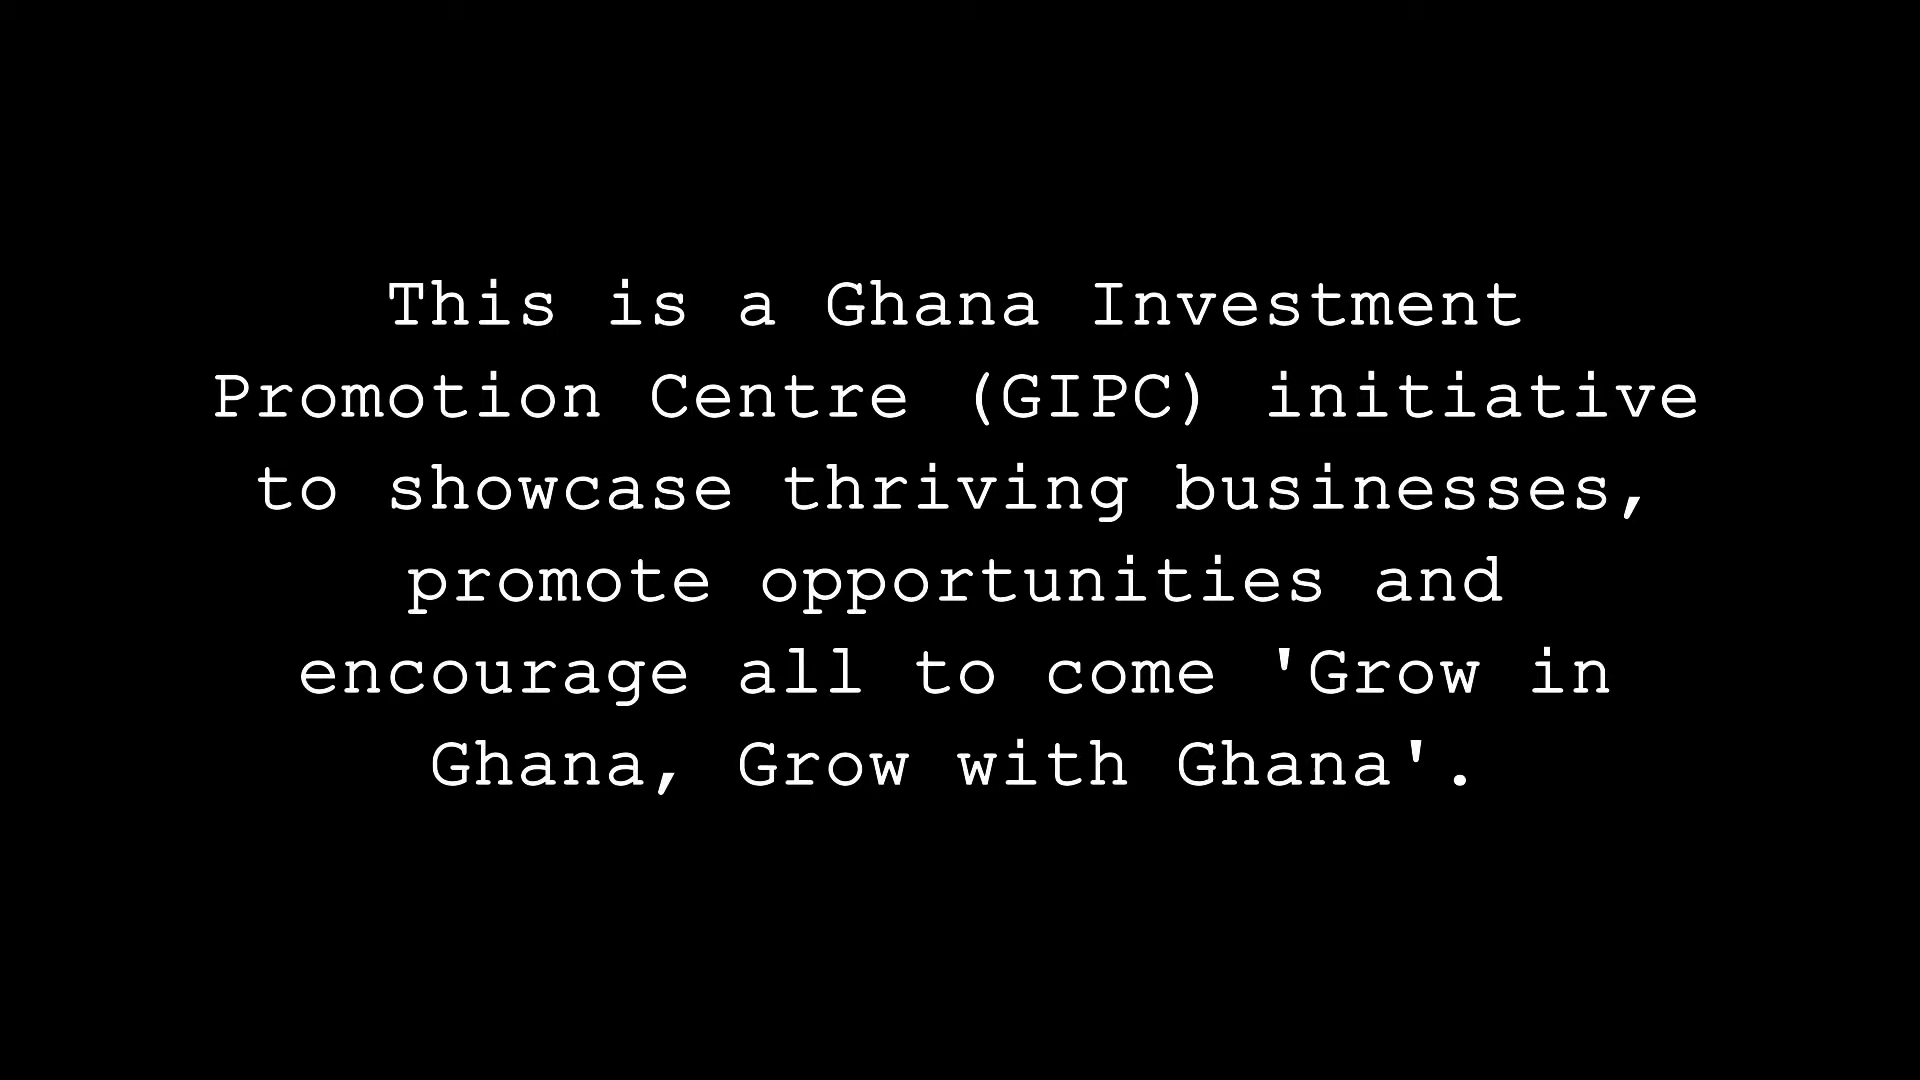 This is a Ghana Investment
Promotion Centre (GIPC) initiative
to showcase thriving businesses,
promote opportunities and
encourage all to come 'Grow in
Ghana, Grow with Ghana'.